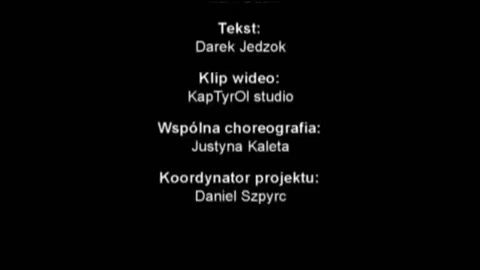 Tekst:
Darek Jedzok
Klip wideo:
KapTyrOl studio
Wspólna choreografia:
Justyna Kaleta
Koordynator projektu:
Daniel Szpyrc